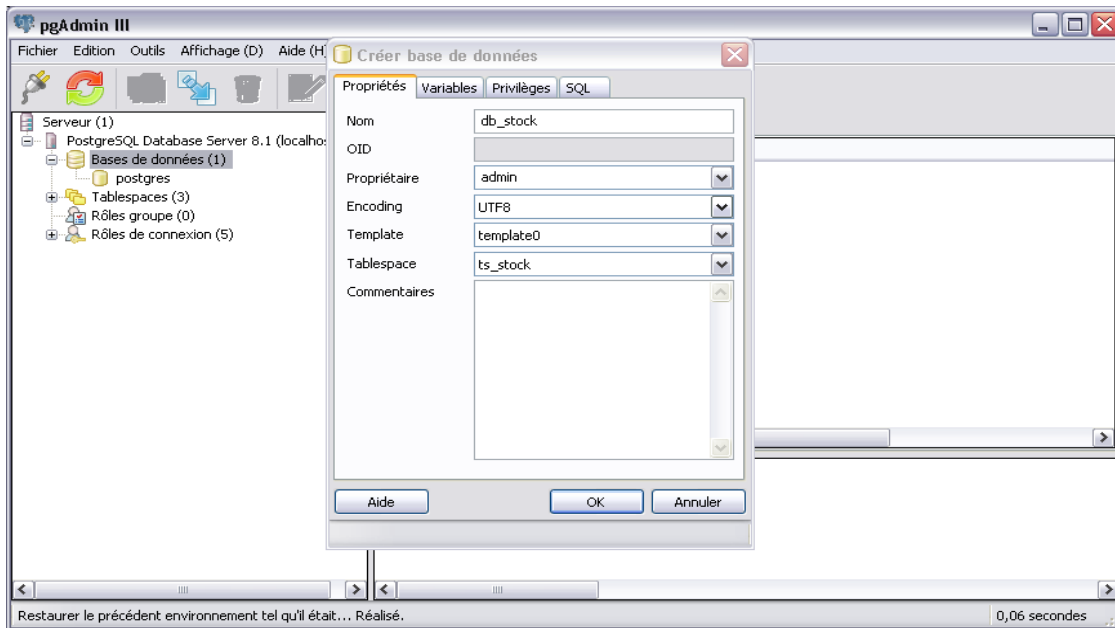 pgAdmin III
Fichier Edition Outils Affichage (D) Aide (H
Serveur (1)
PostgreSQL Database Server 8.1 (localho
Bases de données (1)
postgres
Tablespaces (3)
Rôles groupe (0)
Rôles de connexion (5)
Créer base de données
Propriétés Variables Privilèges SQL
Nom db_stock
OID
Propriétaire admin
Encoding UTF8
Template template0
Tablespace ts_stock
Commentaires
Aide OK Annuler
Restaurer le précédent environnement tel qu'il était... Réalisé. 0,06 secondes